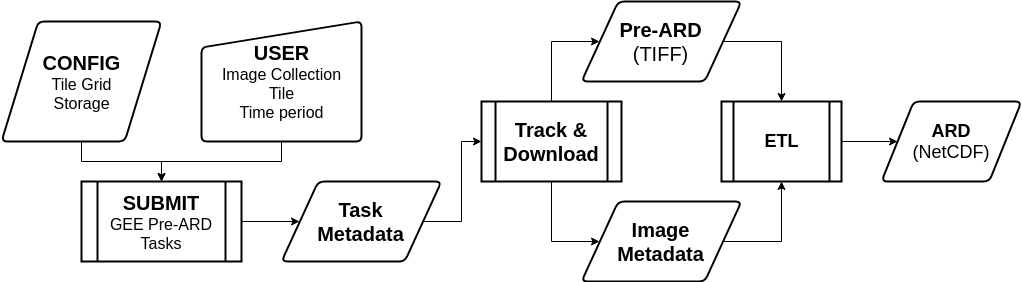 CONFIG
Tile Grid
Storage
USER
Image Collection
Tile
Time period
SUBMIT
GEE Pre-ARD
Tasks
Task
Metadata
Track &
Download
Pre-ARD
(TIFF)
Image
Metadata
ETL
ARD
(NetCDF)